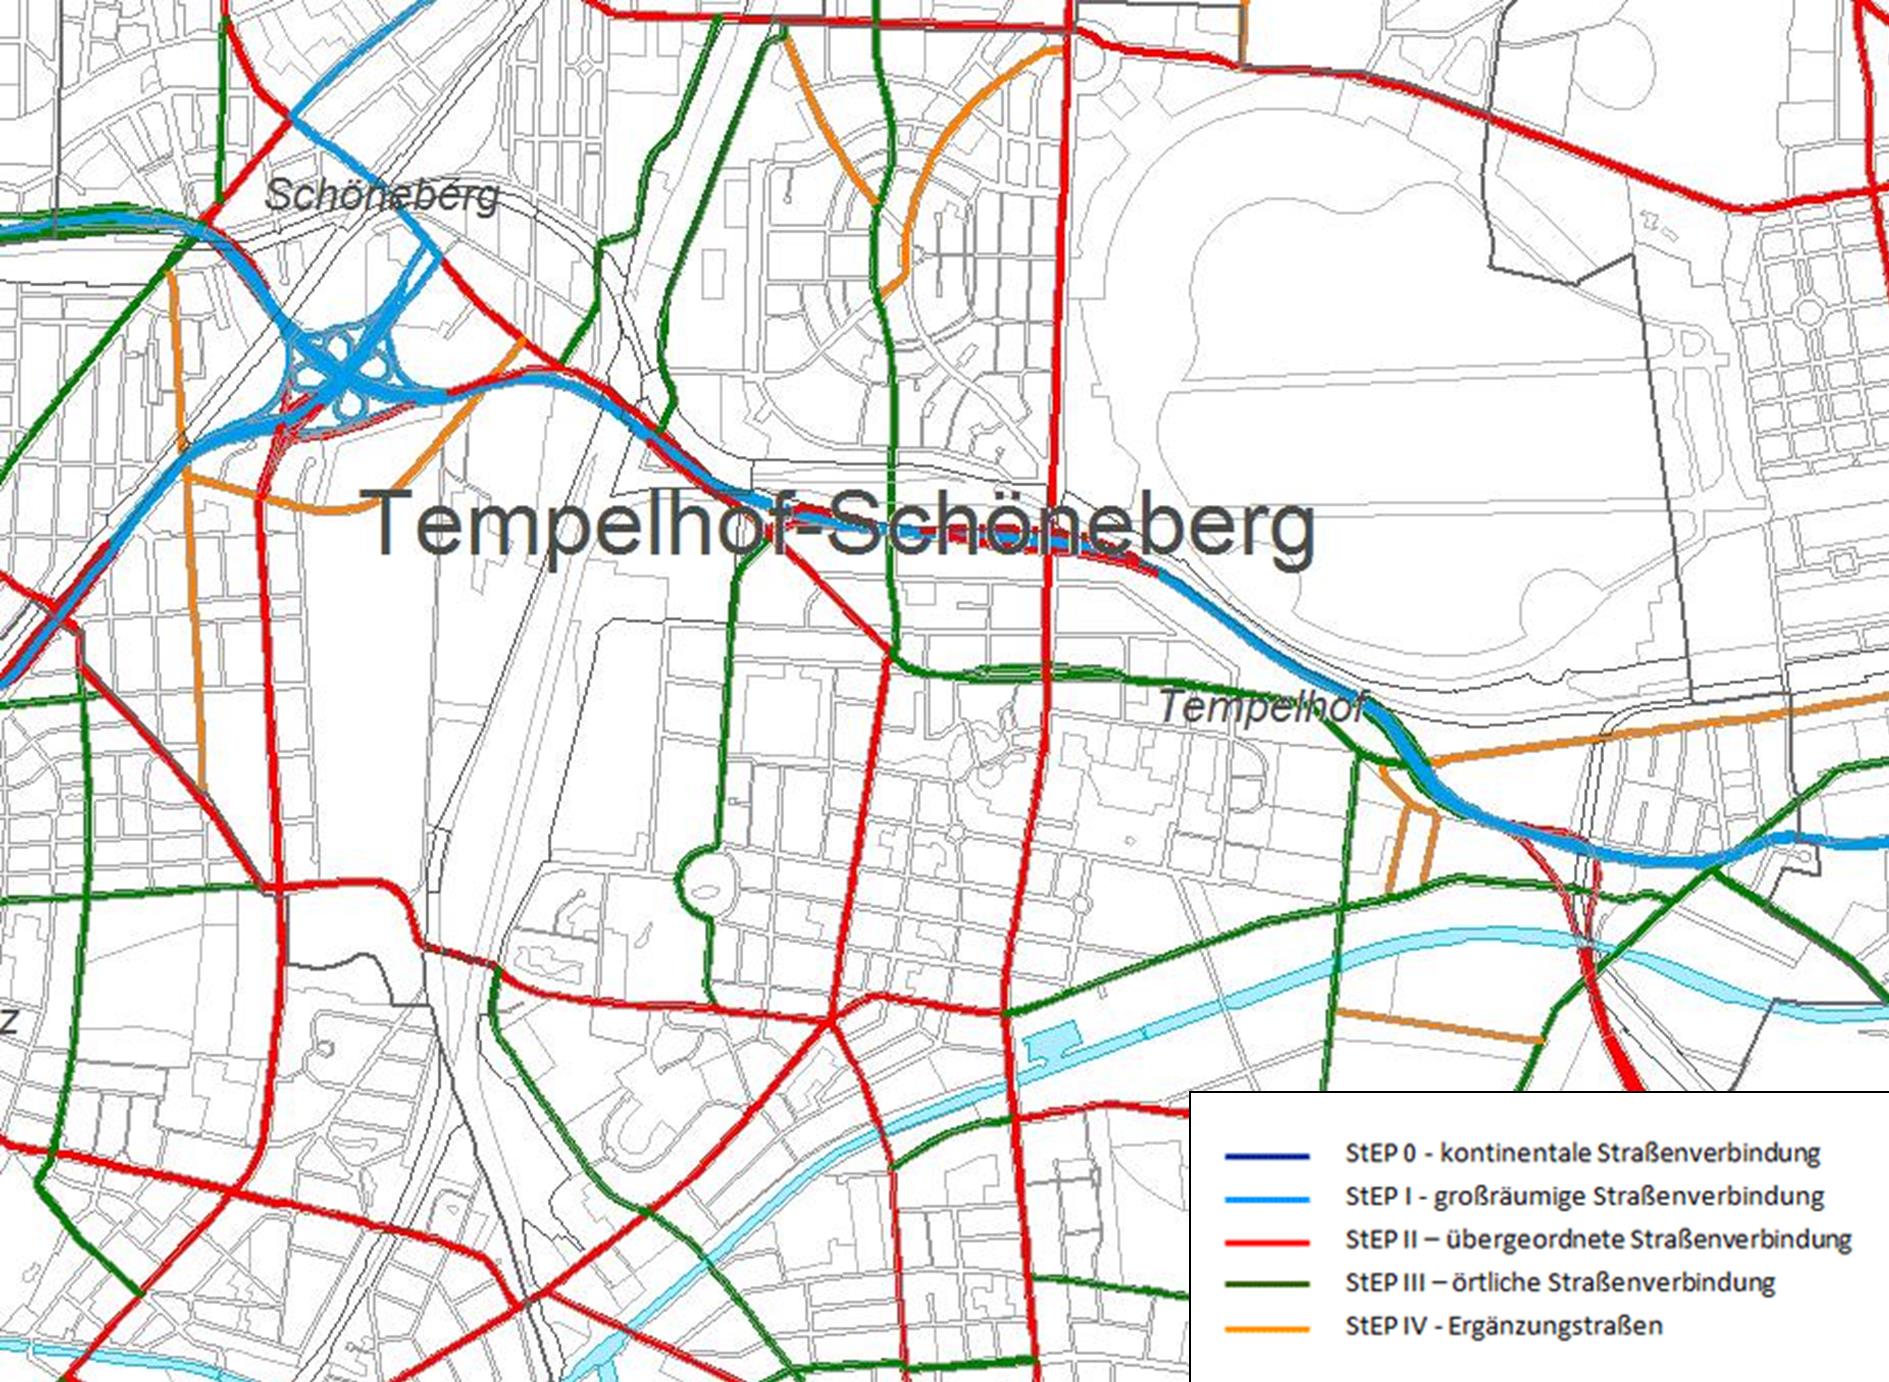 Schöneberg
Tempelhof-Schöneberg
Tempelhof
z
StEP 0 - kontinentale Straßenverbindung
StEP I - großräumige Straßenverbindung
StEP II – übergeordnete Straßenverbindung
StEP III – örtliche Straßenverbindung
StEP IV - Ergänzungstraßen